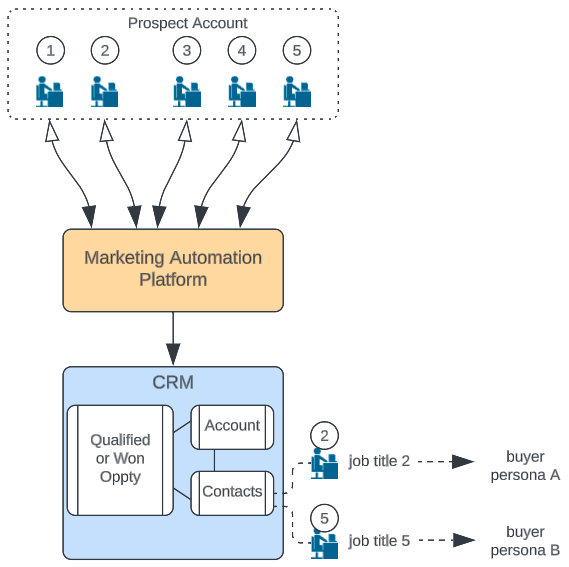 Prospect Account
1 2 3 4 5
Marketing Automation
Platform
CRM
Qualified
or Won
Oppty
Account
Contacts
2
job title 2
buyer
persona A
5
job title 5
buyer
persona B